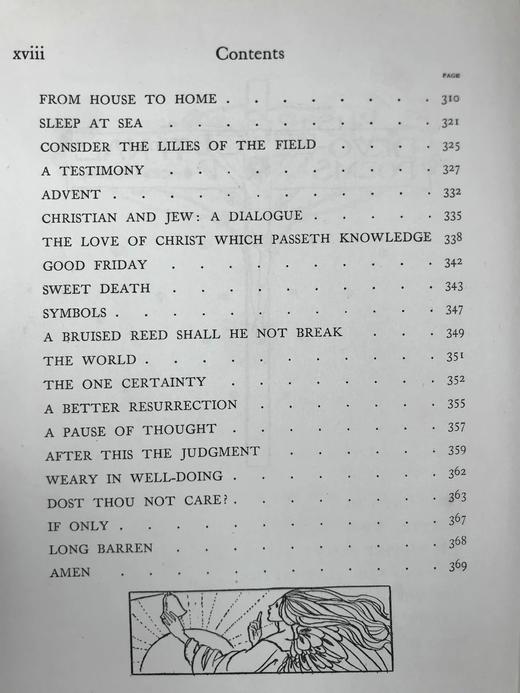 xviii Contents
PAGE
FROM HOUSE TO HOME . . . . . . . . . 310
SLEEP AT SEA . . . . . . . . . . . 321
CONSIDER THE LILIES OF THE FIELD . . . . . 325
A TESTIMONY . . . . . . . . . . . 327
ADVENT . . . . . . . . . . . . . 332
CHRISTIAN AND JEW: A DIALOGUE . . . . . . 335
THE LOVE OF CHRIST WHICH PASSETH KNOWLEDGE 338
GOOD FRIDAY . . . . . . . . . . . 342
SWEET DEATH . . . . . . . . . . . 343
SYMBOLS . . . . . . . . . . . . . 347
A BRUISED REED SHALL HE NOT BREAK . . . . 349
THE WORLD . . . . . . . . . . . . 351
THE ONE CERTAINTY . . . . . . . . . 352
A BETTER RESURRECTION . . . . . . . . 355
A PAUSE OF THOUGHT . . . . . . . . . 357
AFTER THIS THE JUDGMENT . . . . . . . 359
WEARY IN WELL-DOING . . . . . . . . . 362
DOST THOU NOT CARE? . . . . . . . . . 363
IF ONLY . . . . . . . . . . . . . 367
LONG BARREN . . . . . . . . . . . 368
AMEN . . . . . . . . . . . . . 369